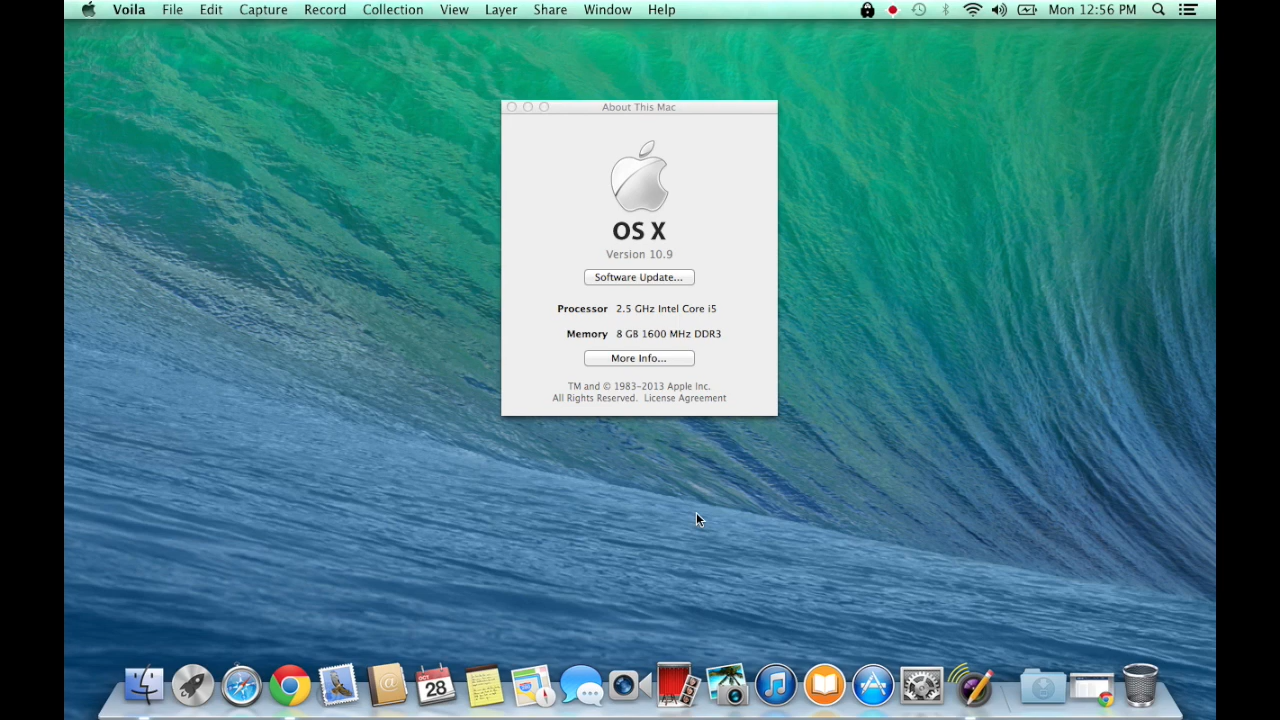 Voila File Edit Capture Record Collection View Layer Share Window Help Mon 12:56 PM
About This Mac
OS X
Version 10.9
Software Update...
Processor 2.5 GHz Intel Core i5
Memory 8 GB 1600 MHz DDR3
More Info...
TM and © 1983-2013 Apple Inc.
All Rights Reserved. License Agreement
OCT
28